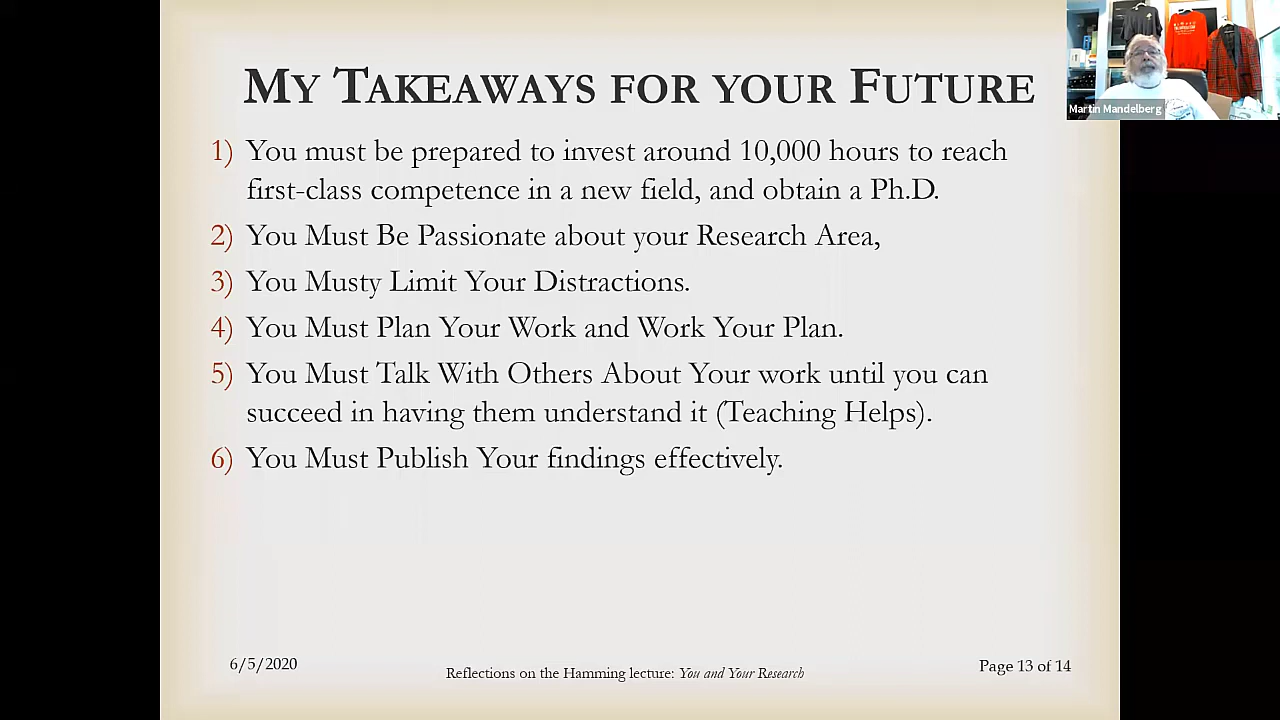 MY TAKEAWAYS FOR YOUR FUTURE
1) You must be prepared to invest around 10,000 hours to reach
first-class competence in a new field, and obtain a Ph.D.
2) You Must Be Passionate about your Research Area,
3) You Musty Limit Your Distractions.
4) You Must Plan Your Work and Work Your Plan.
5) You Must Talk With Others About Your work until you can
succeed in having them understand it (Teaching Helps).
6) You Must Publish Your findings effectively.
6/5/2020
Reflections on the Hamming lecture: You and Your Research
Page 13 of 14
Martin Mandelberg